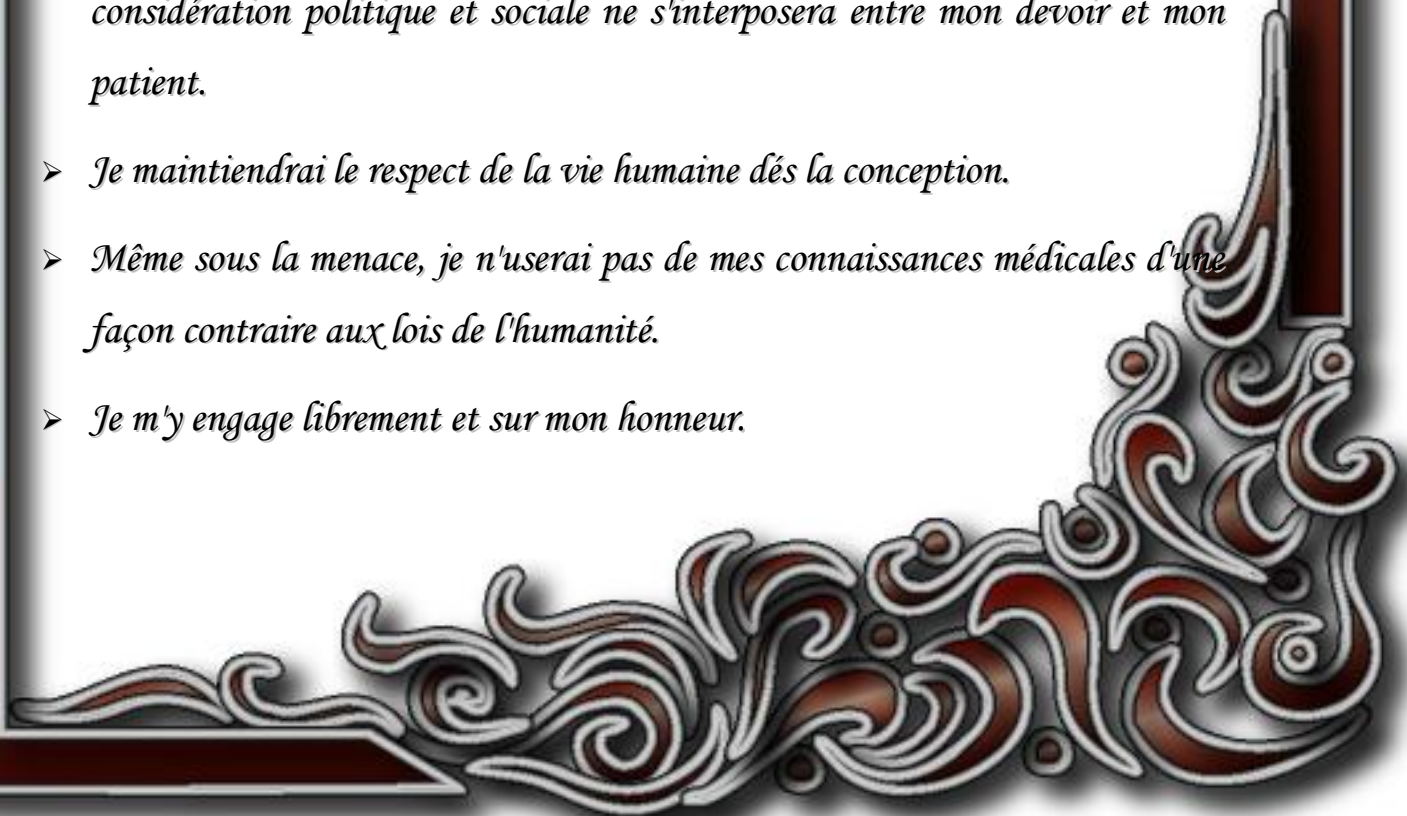 considération politique et sociale ne s'interposera entre mon devoir et mon
patient.
➢ Je maintiendrai le respect de la vie humaine dés la conception.
➢ Même sous la menace, je n'userai pas de mes connaissances médicales d'une
façon contraire aux lois de l'humanité.
➢ Je m'y engage librement et sur mon honneur.